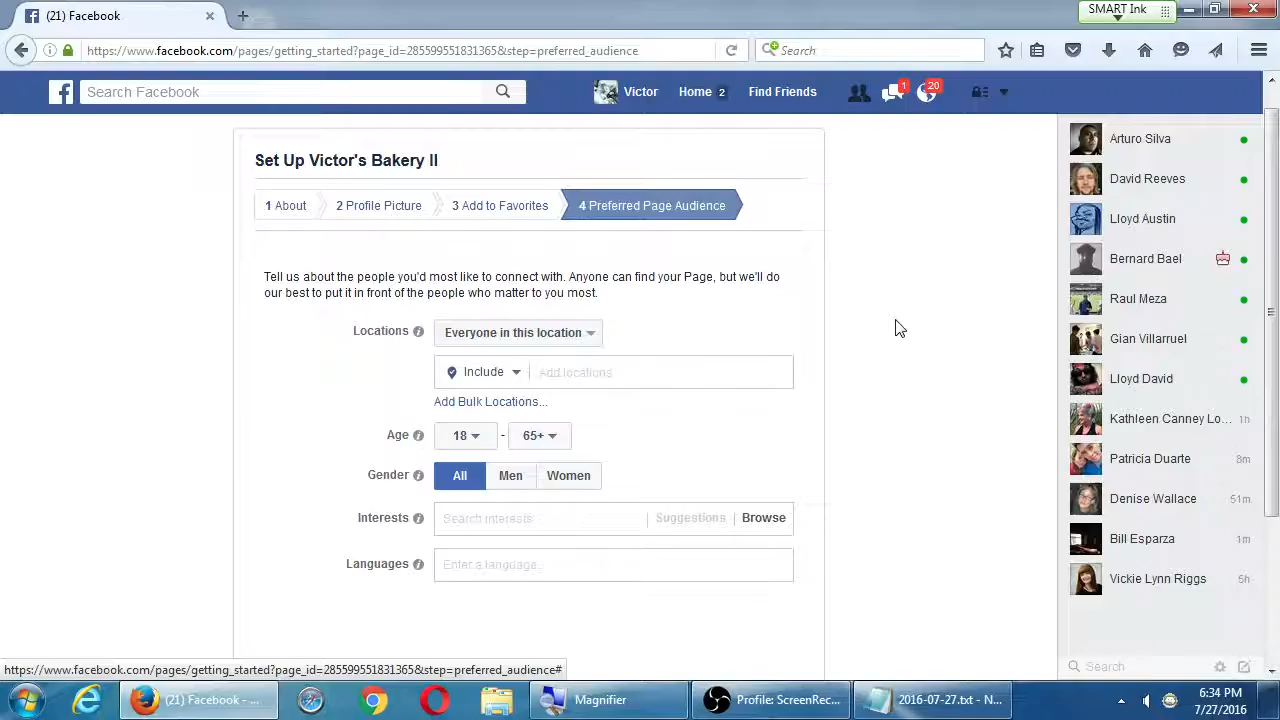 (21) Facebook
SMART Ink
https://www.facebook.com/pages/getting_started?page_id=285599551831365&step=preferred_audience
Search
Search Facebook
Victor
Home 2
Find Friends
1
20
Set Up Victor's Bakery II
1 About
2 Profile Picture
3 Add to Favorites
4 Preferred Page Audience
Tell us about the people you'd most like to connect with. Anyone can find your Page, but we'll do
our best to put it in front of the people who matter to you most.
Locations
Everyone in this location
Include
Add locations
Add Bulk Locations...
Age
18 - 65+
Gender
All
Men
Women
Interests
Search interests
Suggestions
Browse
Languages
Enter a language...
Arturo Silva
David Reeves
Lloyd Austin
Bernard Bael
Raul Meza
Gian Villarruel
Lloyd David
Kathleen Canney Lo... 1h
Patricia Duarte 8m
Denise Wallace 51m
Bill Esparza 1m
Vickie Lynn Riggs 5h
Search
https://www.facebook.com/pages/getting_started?page_id=285599551831365&step=preferred_audience#
(21) Facebook - ...
Magnifier
Profile: ScreenRec...
2016-07-27.txt - N...
6:34 PM
7/27/2016